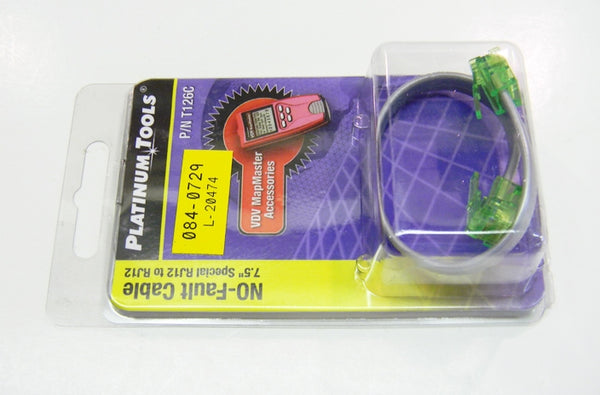 PLATINUM TOOLS®
P/N T126C
VDV MapMaster
Accessories
084-0729
L-20474
NO-Fault Cable
7.5" Special RJ12 to RJ12